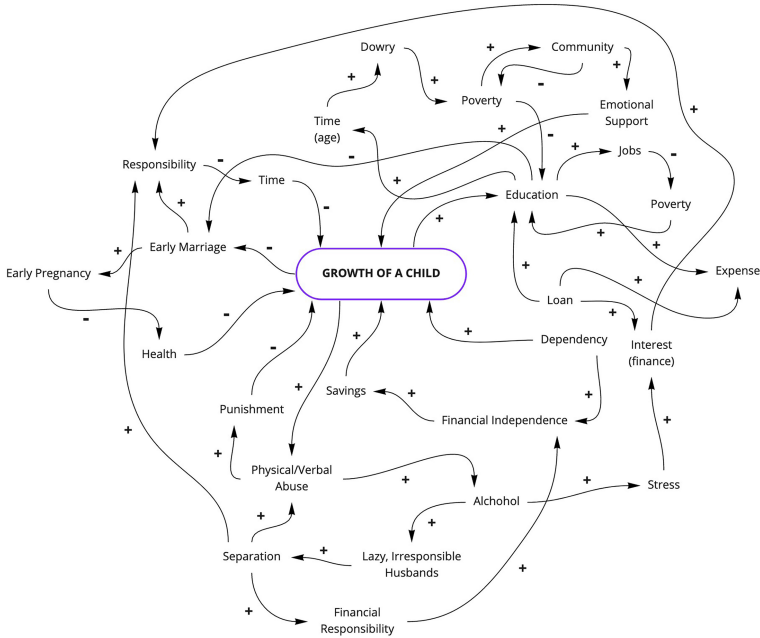 Dowry
+
Community
+
+
+
-
Poverty
Emotional
Support
Time
(age)
+
-
+
Jobs
-
-
Responsibility
-
Time
+
Education
Poverty
-
+
+
+
+
+
Early Marriage
-
GROWTH OF A CHILD
+
+
Early Pregnancy
Expense
+
-
-
Loan
+
+
Dependency
Interest
(finance)
Health
+
-
+
Savings
+
+
+
Punishment
Financial Independence
+
+
+
Physical/Verbal
Abuse
+
+
Stress
Alchohol
+
+
Separation
+
Lazy, Irresponsible
Husbands
+
+
Financial
Responsibility